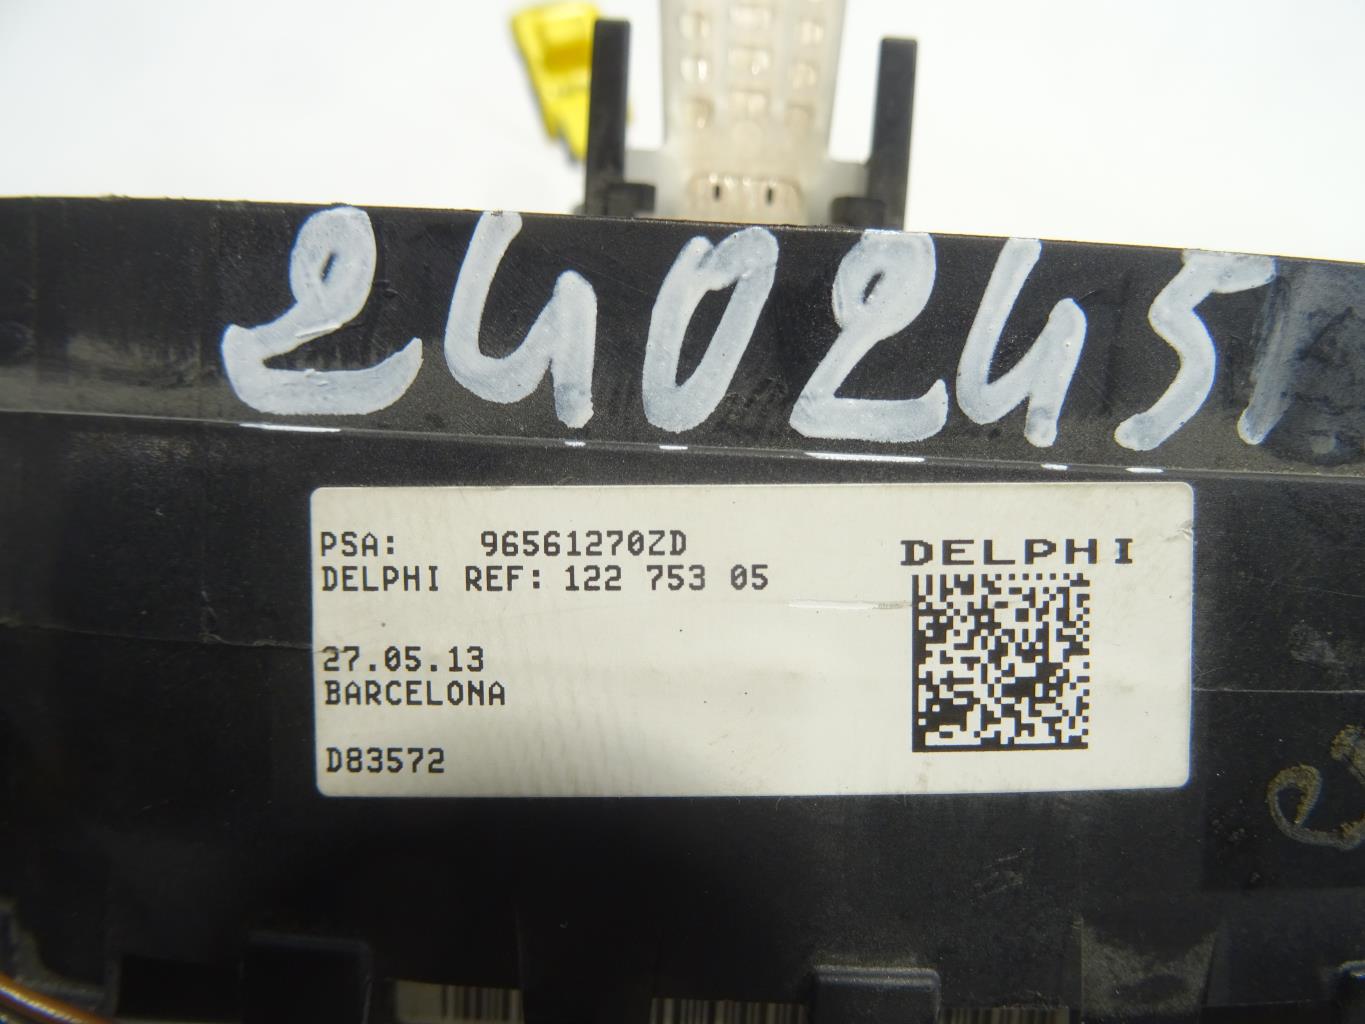 240245
PSA: 96561270ZD
DELPHI REF: 122 753 05
DELPHI
27.05.13
BARCELONA
D83572